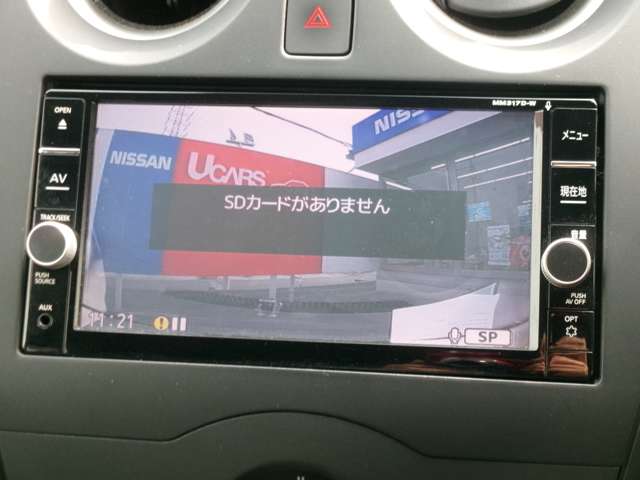 OPEN
MM317D-W
メニュー
AV
現在地
TRACK/SEEK
音量
PUSH
SOURCE
PUSH
AV OFF
AUX
OPT
NISSAN
UCARS
NISSAN
SDカードがありません
11:21
SP